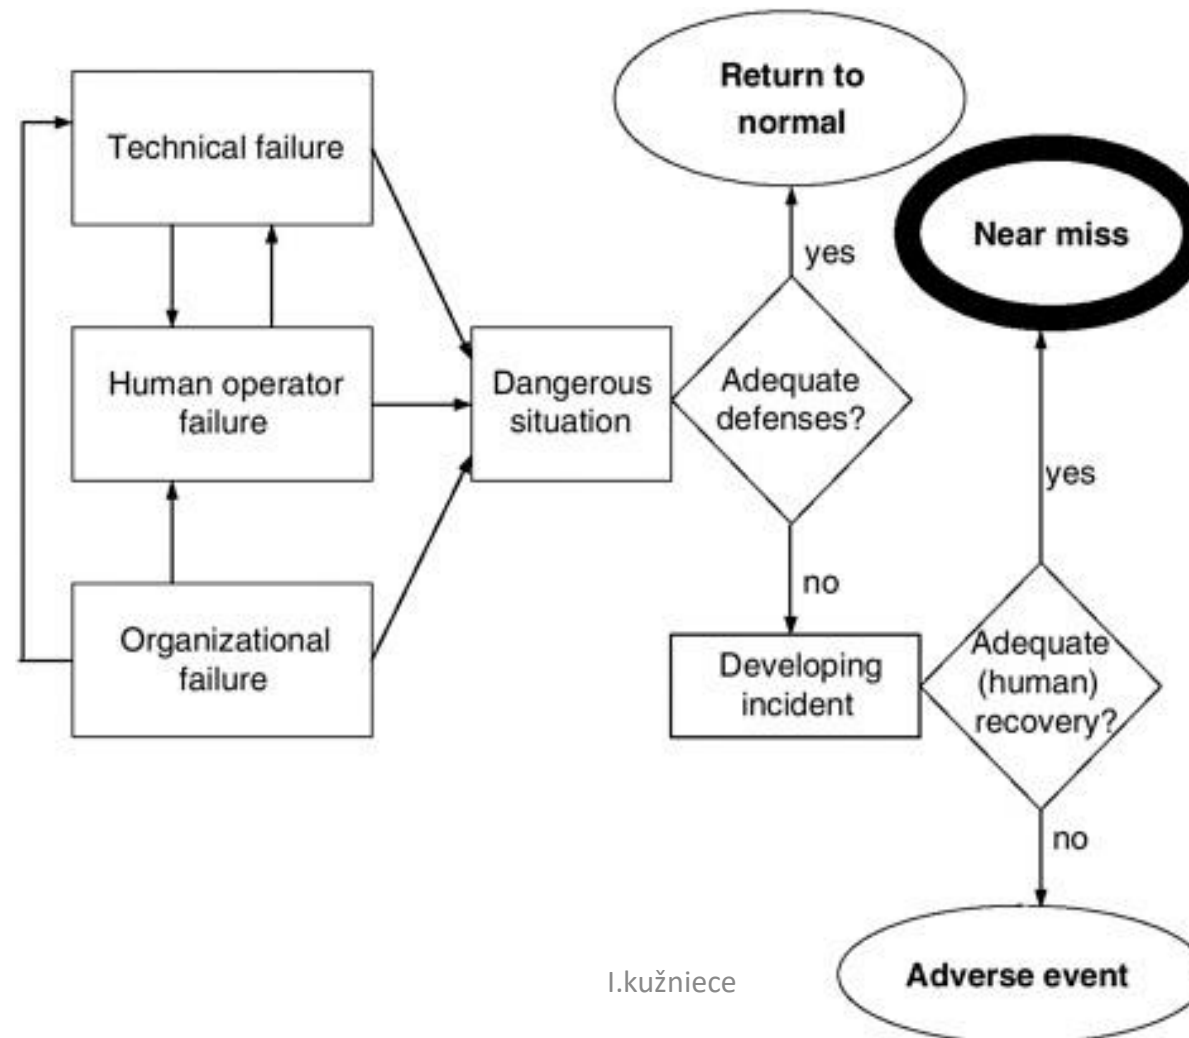 Return to
normal
Technical failure
Near miss
yes
Human operator
failure
Dangerous
situation
Adequate
defenses?
yes
no
Organizational
failure
Developing
incident
Adequate
(human)
recovery?
no
Adverse event
I.kužniece